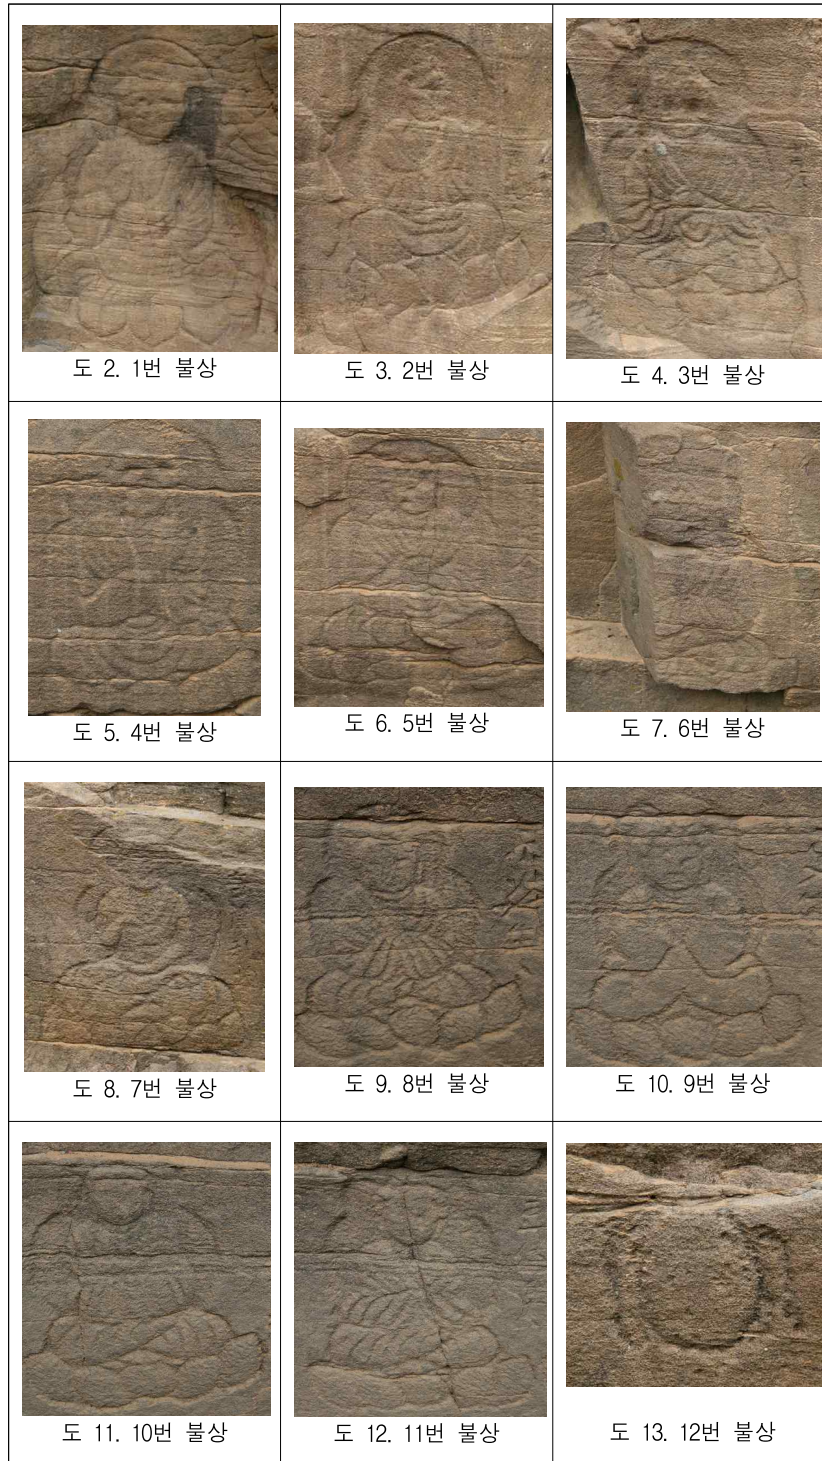 도 2. 1번 불상
도 3. 2번 불상
도 4. 3번 불상
도 5. 4번 불상
도 6. 5번 불상
도 7. 6번 불상
도 8. 7번 불상
도 9. 8번 불상
도 10. 9번 불상
도 11. 10번 불상
도 12. 11번 불상
도 13. 12번 불상